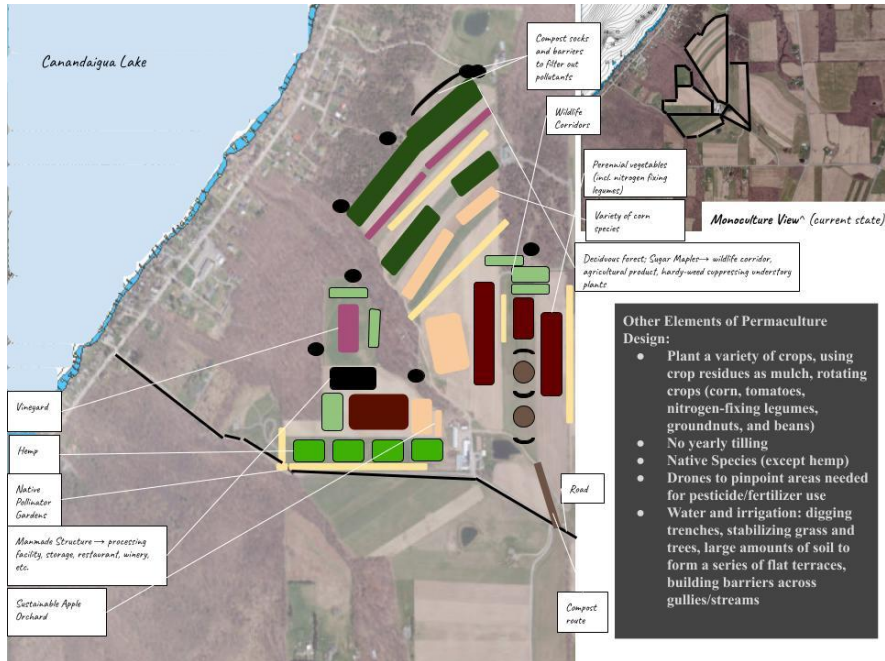 Canandaigua Lake
Compost socks
and barriers
to filter out
pollutants
Wildlife
Corridors
Perennial vegetables
(incl. nitrogen fixing
legumes)
Variety of corn
species
Monoculture View^ (current state)
Deciduous forest; Sugar Maples→ wildlife corridor,
agricultural product, hardy-weed suppressing understory
plants
Other Elements of Permaculture
Design:
● Plant a variety of crops, using
crop residues as mulch, rotating
crops (corn, tomatoes,
nitrogen-fixing legumes,
groundnuts, and beans)
● No yearly tilling
● Native Species (except hemp)
● Drones to pinpoint areas needed
for pesticide/fertilizer use
● Water and irrigation: digging
trenches, stabilizing grass and
trees, large amounts of soil to
form a series of flat terraces,
building barriers across
gullies/streams
Vinegard
Hemp
Native
Pollinator
Gardens
Manmade Structure → processing
facility, storage, restaurant, winery,
etc.
Sustainable Apple
Orchard
Road
Compost
route